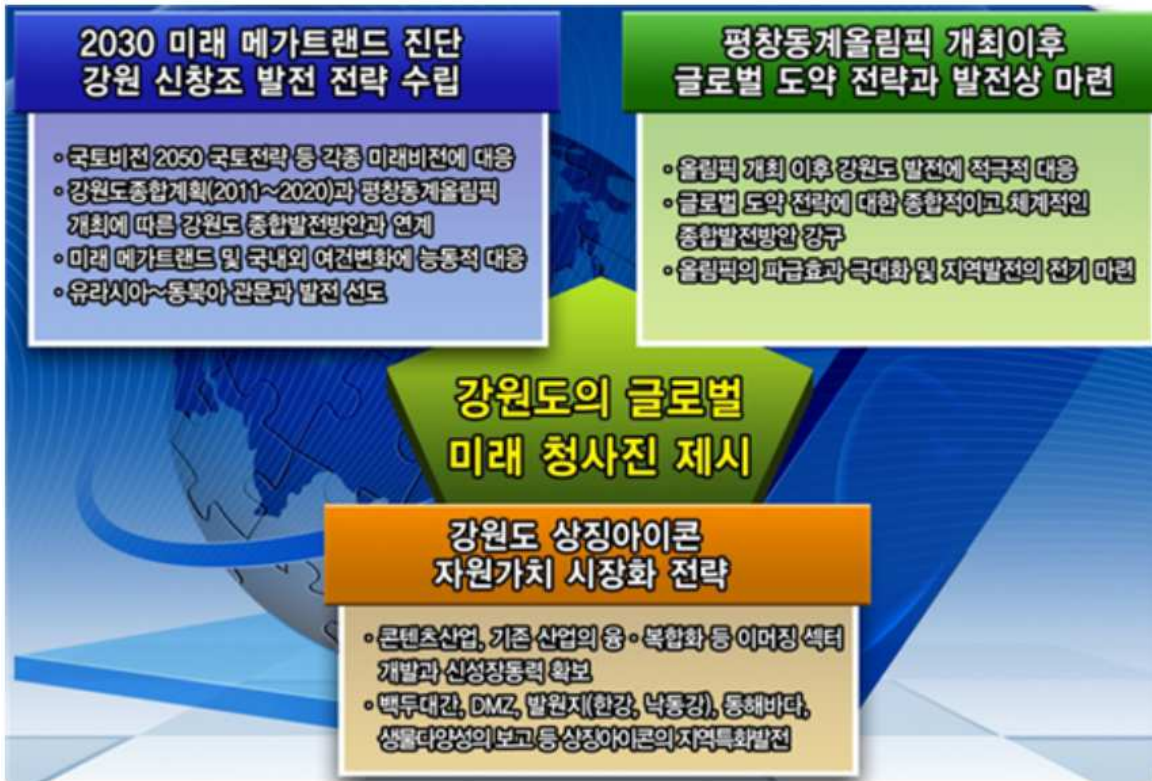 2030 미래 메가트랜드 진단
강원 신창조 발전 전략 수립
· 국토비전 2050 국토전략 등 각종 미래비전에 대응
· 강원도종합계획(2011~2020)과 평창동계올림픽
개최에 따른 강원도 종합발전방안과 연계
· 미래 메가트랜드 및 국내외 여건변화에 능동적 대응
· 유라시아~동북아 관문과 발전 선도
평창동계올림픽 개최이후
글로벌 도약 전략과 발전상 마련
· 올림픽 개최 이후 강원도 발전에 적극적 대응
· 글로벌 도약 전략에 대한 종합적이고 체계적인
종합발전방안 강구
· 올림픽의 파급효과 극대화 및 지역발전의 전기 마련
강원도의 글로벌
미래 청사진 제시
강원도 상징아이콘
자원가치 시장화 전략
· 콘텐츠산업, 기존 산업의 융·복합화 등 이머징 섹터
개발과 신성장동력 확보
· 백두대간, DMZ, 발원지(한강, 낙동강), 동해바다,
생물다양성의 보고 등 상징아이콘의 지역특화발전